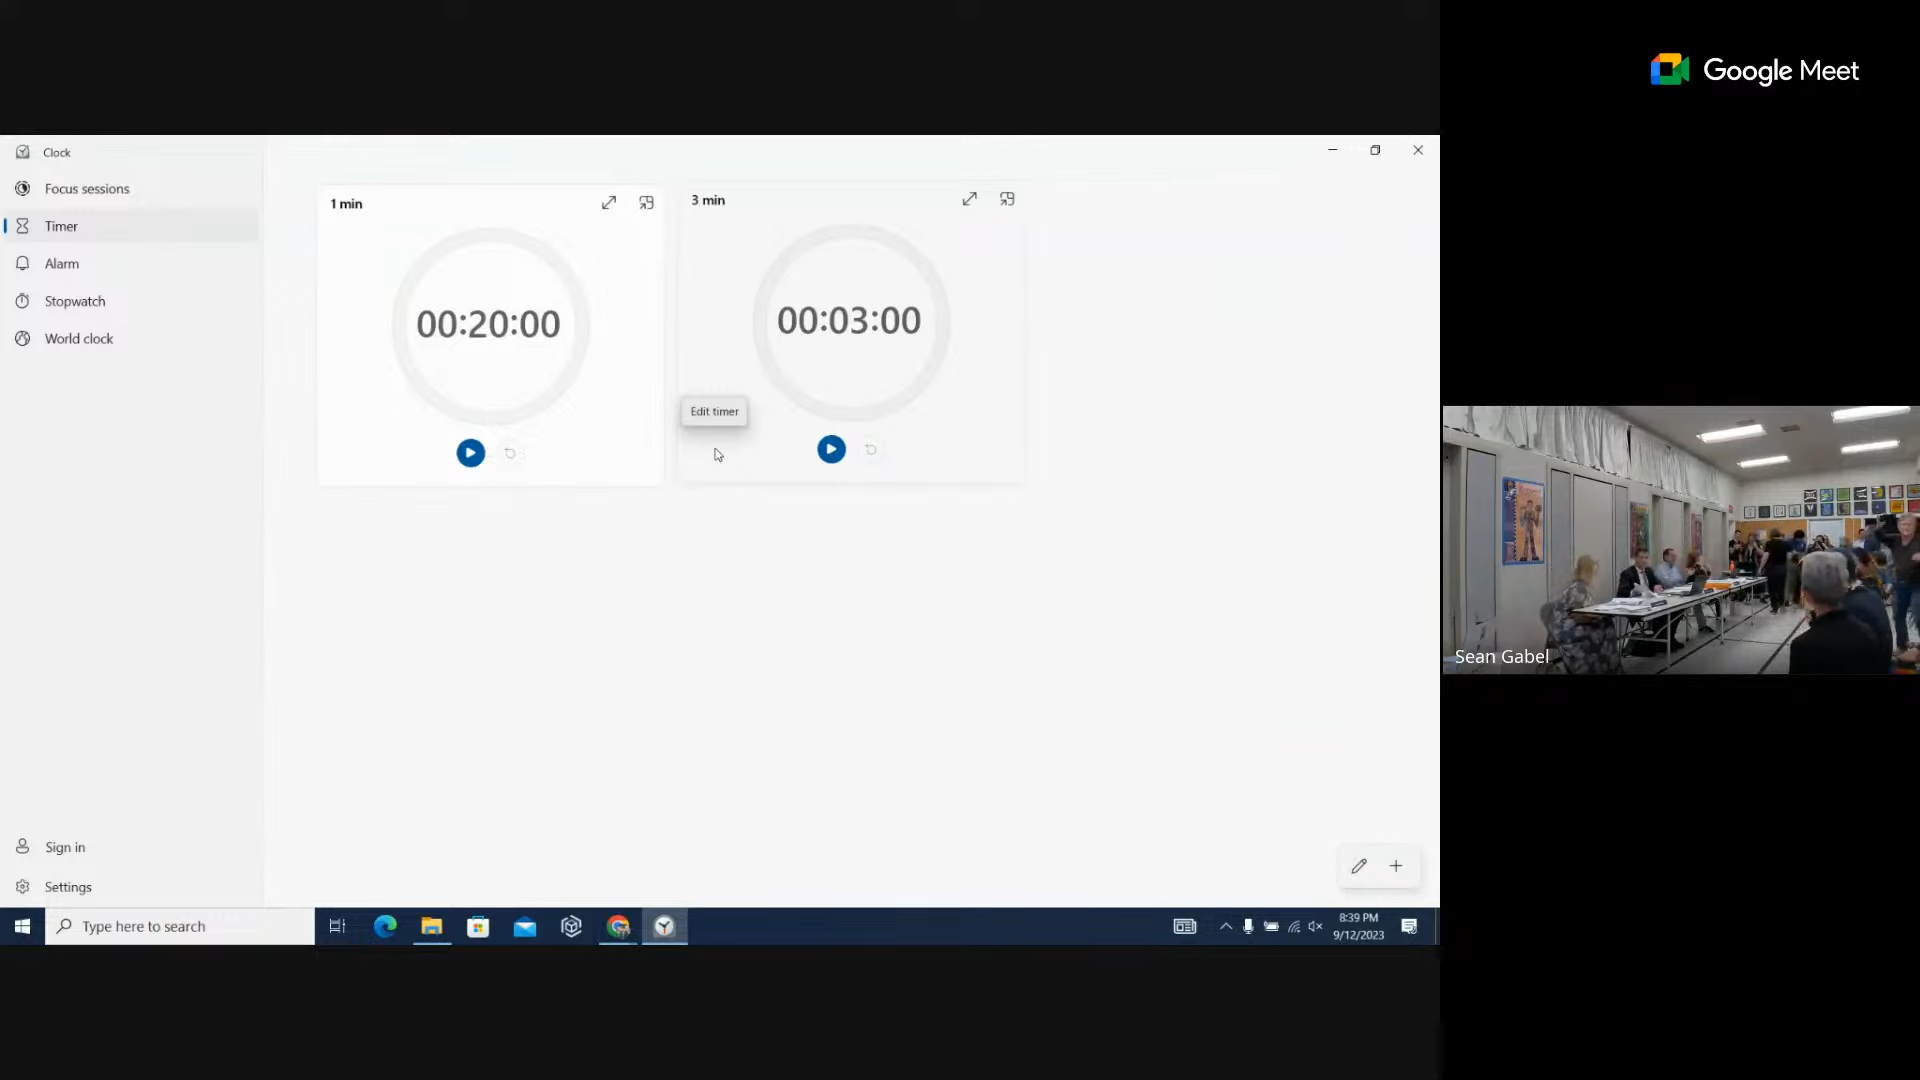 Google Meet
Clock
Focus sessions
Timer
Alarm
Stopwatch
World clock
1 min
00:20:00
3 min
00:03:00
Edit timer
Sean Gabel
Sign in
Settings
Type here to search
8:39 PM
9/12/2023